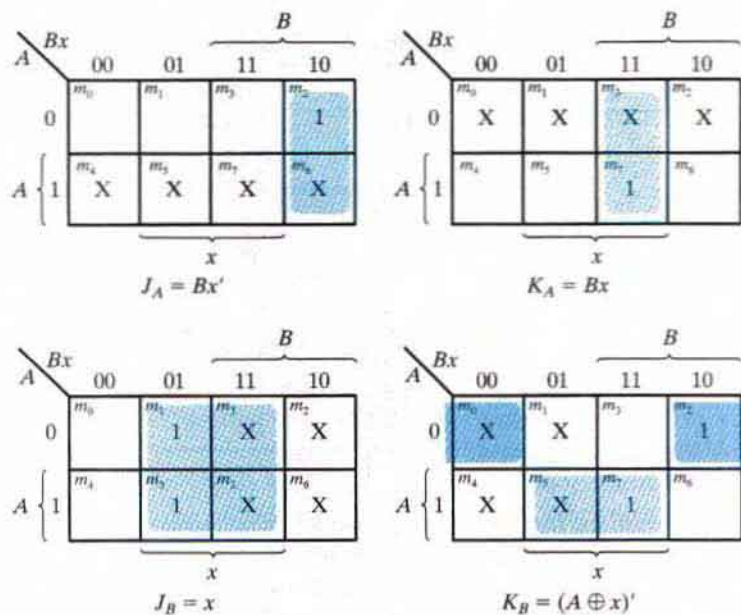 B
Bx
A 00 01 11 10
m₀ m₁ m₃ m₂
0 1
m₄ m₅ m₇ m₆
A { 1 X X X X
x
J_A = Bx′
B
Bx
A 00 01 11 10
m₀ m₁ m₃ m₂
0 X X X X
m₄ m₅ m₇ m₆
A { 1 1
x
K_A = Bx
B
Bx
A 00 01 11 10
m₀ m₁ m₃ m₂
0 1 X X
m₄ m₅ m₇ m₆
A { 1 1 X X
x
J_B = x
B
Bx
A 00 01 11 10
m₀ m₁ m₃ m₂
0 X X 1
m₄ m₅ m₇ m₆
A { 1 X X 1
x
K_B = (A ⊕ x)′